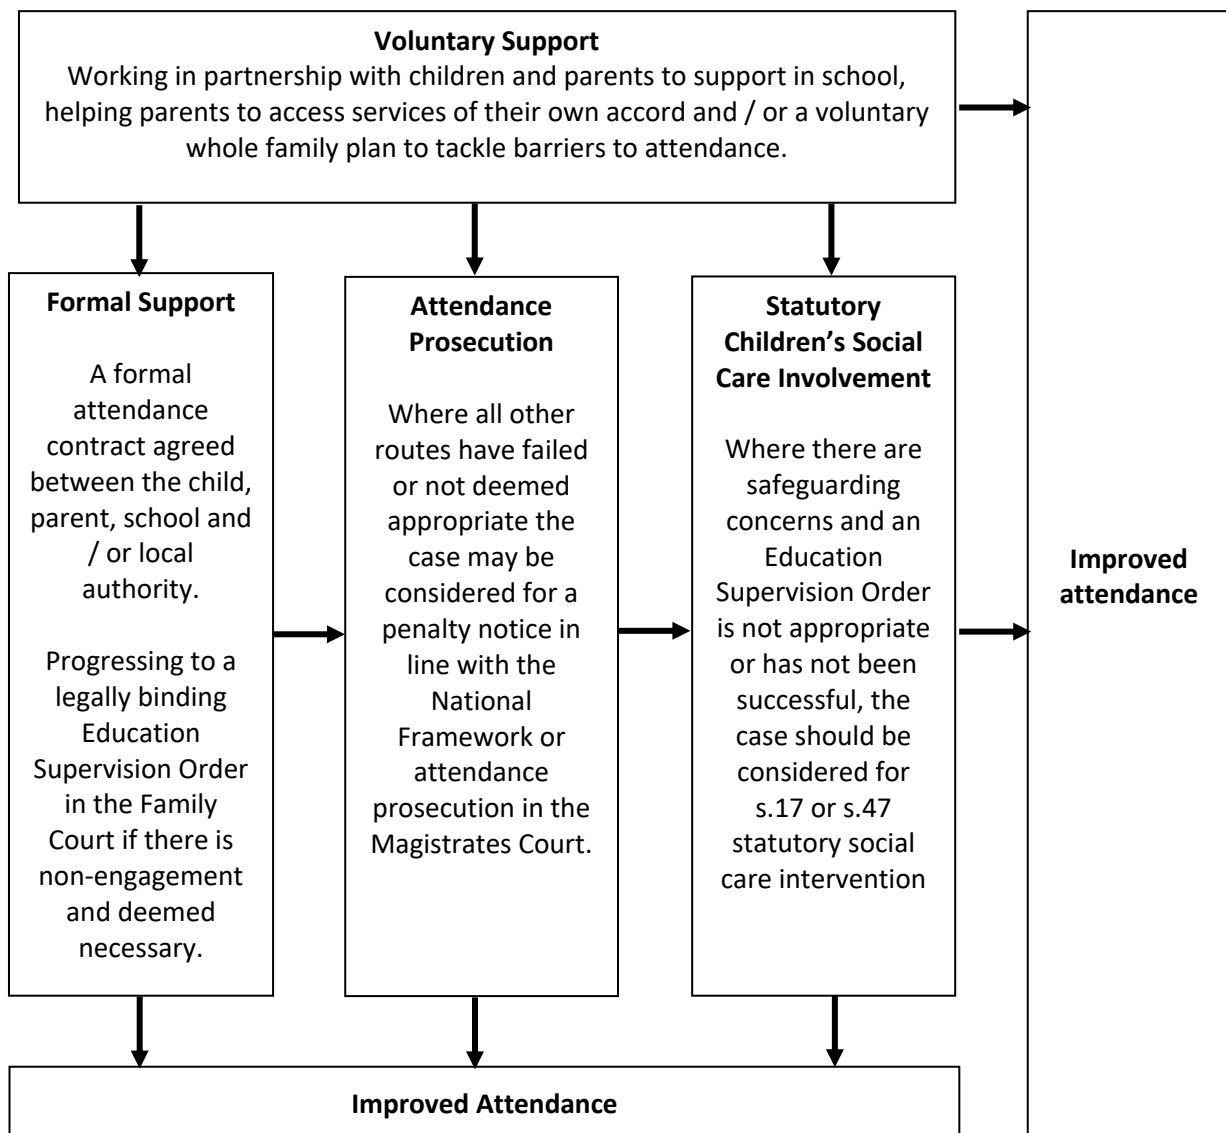 Voluntary Support
Working in partnership with children and parents to support in school,
helping parents to access services of their own accord and / or a voluntary
whole family plan to tackle barriers to attendance.
Formal Support
A formal
attendance
contract agreed
between the child,
parent, school and
/ or local
authority.
Progressing to a
legally binding
Education
Supervision Order
in the Family
Court if there is
non-engagement
and deemed
necessary.
Attendance
Prosecution
Where all other
routes have failed
or not deemed
appropriate the
case may be
considered for a
penalty notice in
line with the
National
Framework or
attendance
prosecution in the
Magistrates Court.
Statutory
Children’s Social
Care Involvement
Where there are
safeguarding
concerns and an
Education
Supervision Order
is not appropriate
or has not been
successful, the
case should be
considered for
s.17 or s.47
statutory social
care intervention
Improved
attendance
Improved Attendance